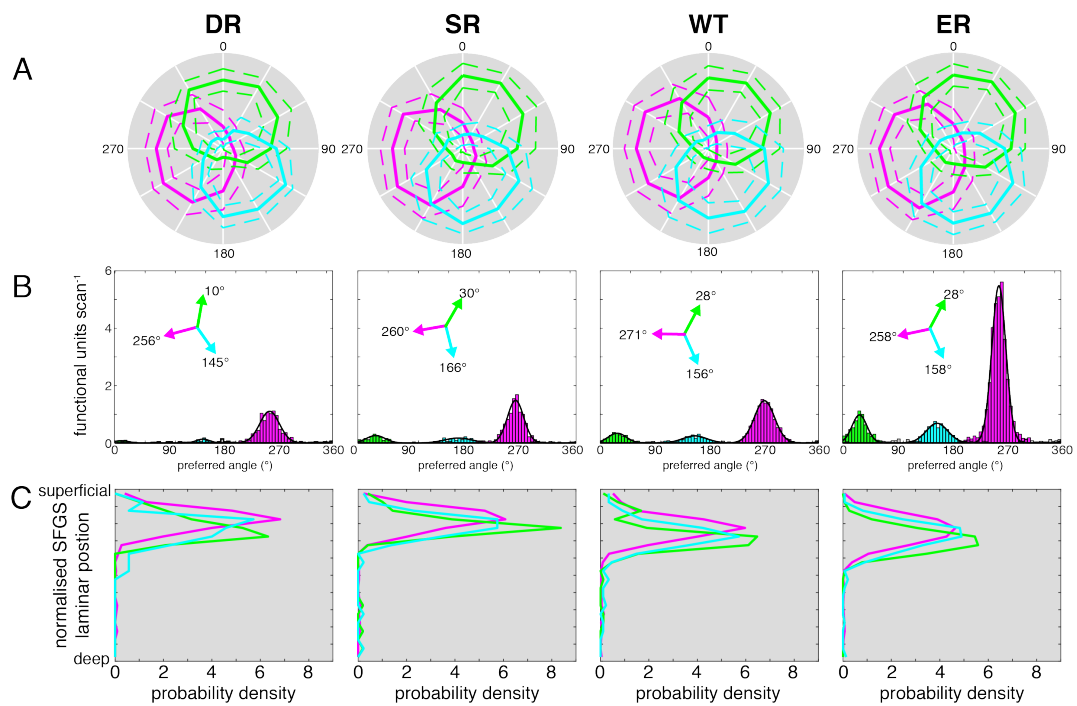 DR SR WT ER
A
0 0 0 0
270 90 270 90 270 90 270 90
180 180 180 180
B
functional units scan-1
6
4
2
0
10° 256° 145°
30° 260° 166°
28° 271° 156°
28° 258° 158°
0 90 180 270 360 0 90 180 270 360 0 90 180 270 360 0 90 180 270 360
preferred angle (°) preferred angle (°) preferred angle (°) preferred angle (°)
C
superficial
normalised SFGS
laminar postion
deep
0 2 4 6 8 0 2 4 6 8 0 2 4 6 8 0 2 4 6 8
probability density probability density probability density probability density